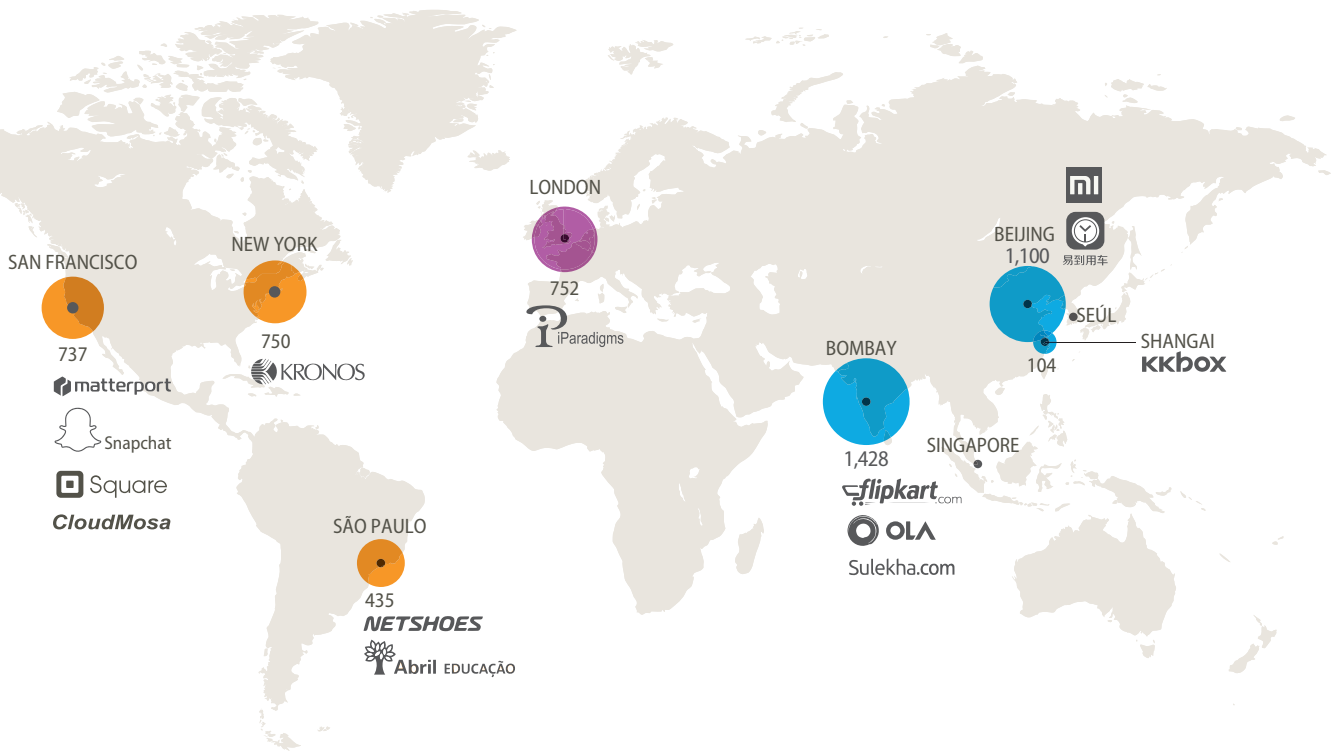 SAN FRANCISCO
737
matterport
Snapchat
Square
CloudMosa
NEW YORK
750
KRONOS
SÃO PAULO
435
NETSHOES
Abril EDUCAÇÃO
LONDON
752
iParadigms
BOMBAY
1,428
flipkart.com
OLA
Sulekha.com
SINGAPORE
mi
易到用车
BEIJING
1,100
SEÚL
SHANGAI
104
KKBOX